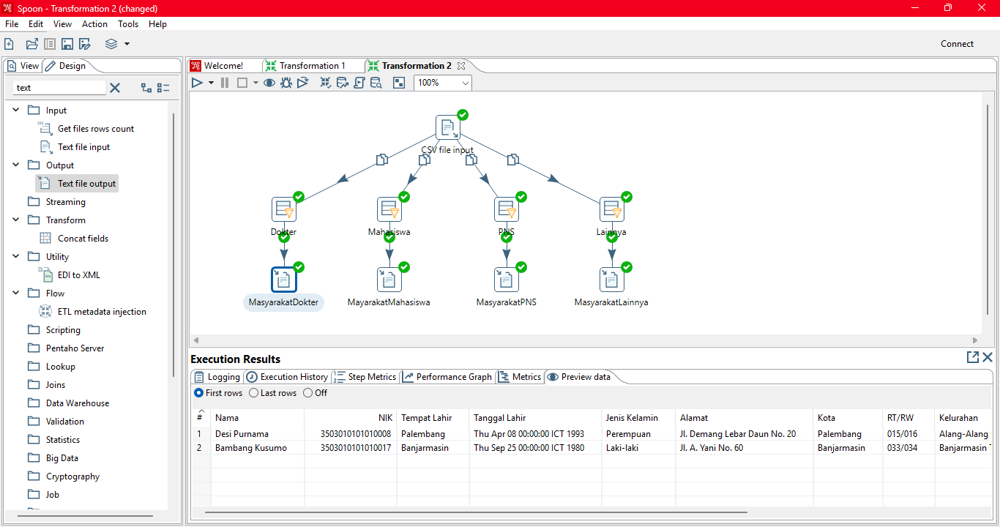 Spoon - Transformation 2 (changed)
File Edit View Action Tools Help
Connect
View Design
Welcome! Transformation 1 Transformation 2
text
100%
Input
Get files rows count
Text file input
Output
Text file output
Streaming
Transform
Concat fields
Utility
EDI to XML
Flow
ETL metadata injection
Scripting
Pentaho Server
Lookup
Joins
Data Warehouse
Validation
Statistics
Big Data
Cryptography
Job
CSV file input
Dokter Mahasiswa PNS Lainnya
MasyarakatDokter MayarakatMahasiswa MasyarakatPNS MasyarakatLainnya
Execution Results
Logging Execution History Step Metrics Performance Graph Metrics Preview data
First rows Last rows Off
# Nama NIK Tempat Lahir Tanggal Lahir Jenis Kelamin Alamat Kota RT/RW Kelurahan
1 Desi Purnama 3503010101010008 Palembang Thu Apr 08 00:00:00 ICT 1993 Perempuan Jl. Demang Lebar Daun No. 20 Palembang 015/016 Alang-Alang
2 Bambang Kusumo 3503010101010017 Banjarmasin Thu Sep 25 00:00:00 ICT 1980 Laki-laki Jl. A. Yani No. 60 Banjarmasin 033/034 Banjarmasin